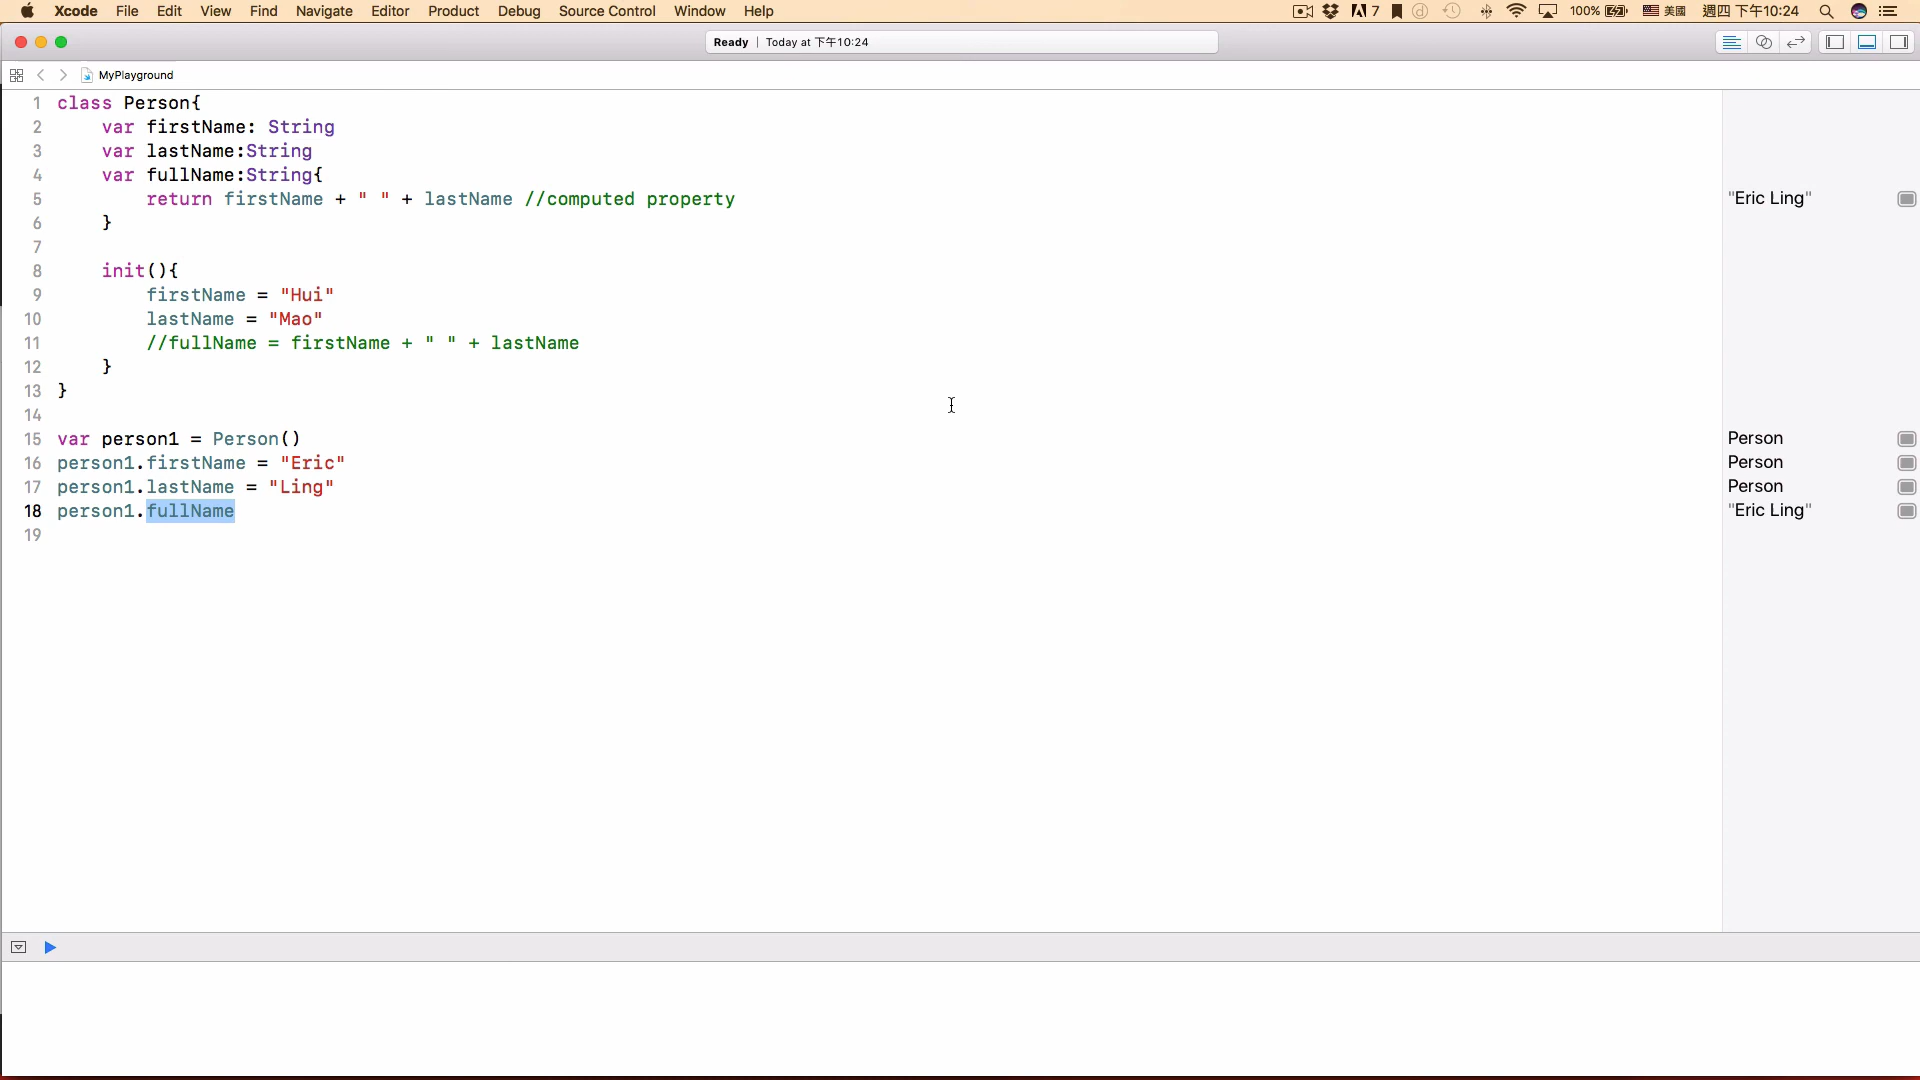 Xcode File Edit View Find Navigate Editor Product Debug Source Control Window Help 7 100% 美國 週四 下午10:24
Ready | Today at 下午10:24
MyPlayground
1 class Person{
2 var firstName: String
3 var lastName:String
4 var fullName:String{
5 return firstName + " " + lastName //computed property "Eric Ling"
6 }
7
8 init(){
9 firstName = "Hui"
10 lastName = "Mao"
11 //fullName = firstName + " " + lastName
12 }
13 }
14
15 var person1 = Person() Person
16 person1.firstName = "Eric" Person
17 person1.lastName = "Ling" Person
18 person1.fullName "Eric Ling"
19